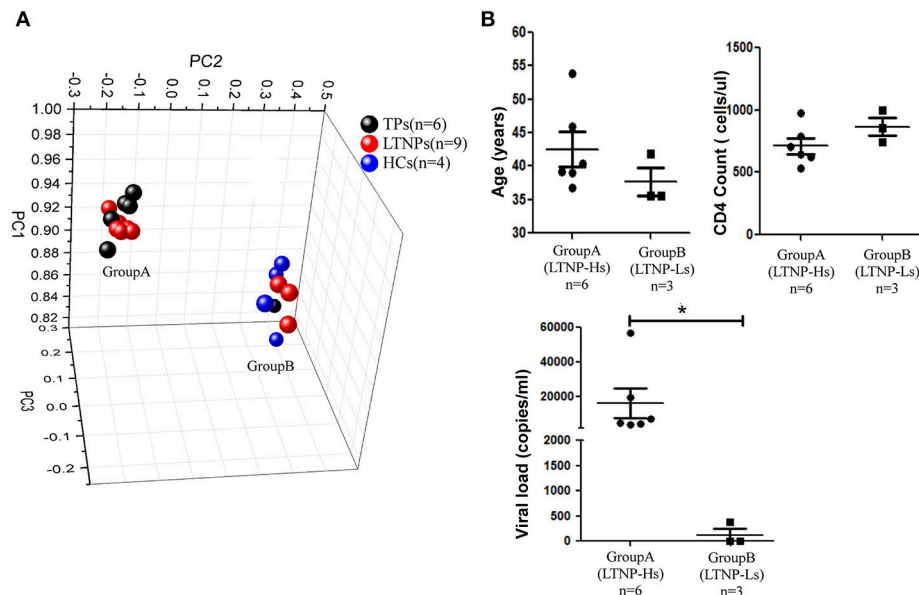 A
PC2
-0.3 -0.2 -0.1 0.0 0.1 0.2 0.3 0.4 0.5
1.00
0.98
0.96
0.94
0.92
0.90
0.88
0.86
0.84
0.82
PC1
0.3
0.2
0.1
0.0
-0.1
-0.2
PC3
TPs(n=6)
LTNPs(n=9)
HCs(n=4)
GroupA
GroupB
B
Age (years)
60
55
50
45
40
35
30
GroupA
(LTNP-Hs)
n=6
GroupB
(LTNP-Ls)
n=3
CD4 Count ( cells/ul)
1500
1000
500
0
GroupA
(LTNP-Hs)
n=6
GroupB
(LTNP-Ls)
n=3
*
Viral load (copies/ml)
60000
40000
20000
2000
1500
1000
500
0
GroupA
(LTNP-Hs)
n=6
GroupB
(LTNP-Ls)
n=3